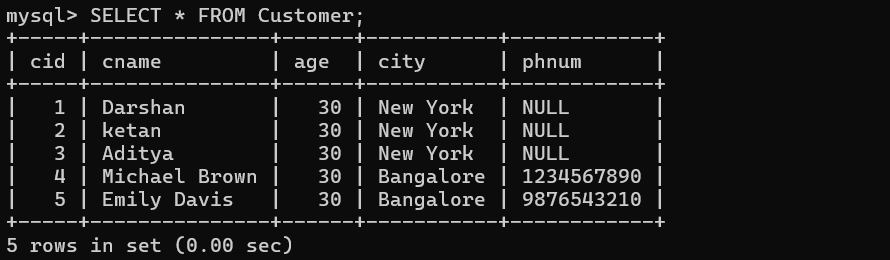 mysql> SELECT * FROM Customer;
+-----+---------------+------+-----------+------------+
| cid | cname         | age  | city      | phnum      |
+-----+---------------+------+-----------+------------+
|   1 | Darshan       |   30 | New York  | NULL       |
|   2 | ketan         |   30 | New York  | NULL       |
|   3 | Aditya        |   30 | New York  | NULL       |
|   4 | Michael Brown |   30 | Bangalore | 1234567890 |
|   5 | Emily Davis   |   30 | Bangalore | 9876543210 |
+-----+---------------+------+-----------+------------+
5 rows in set (0.00 sec)